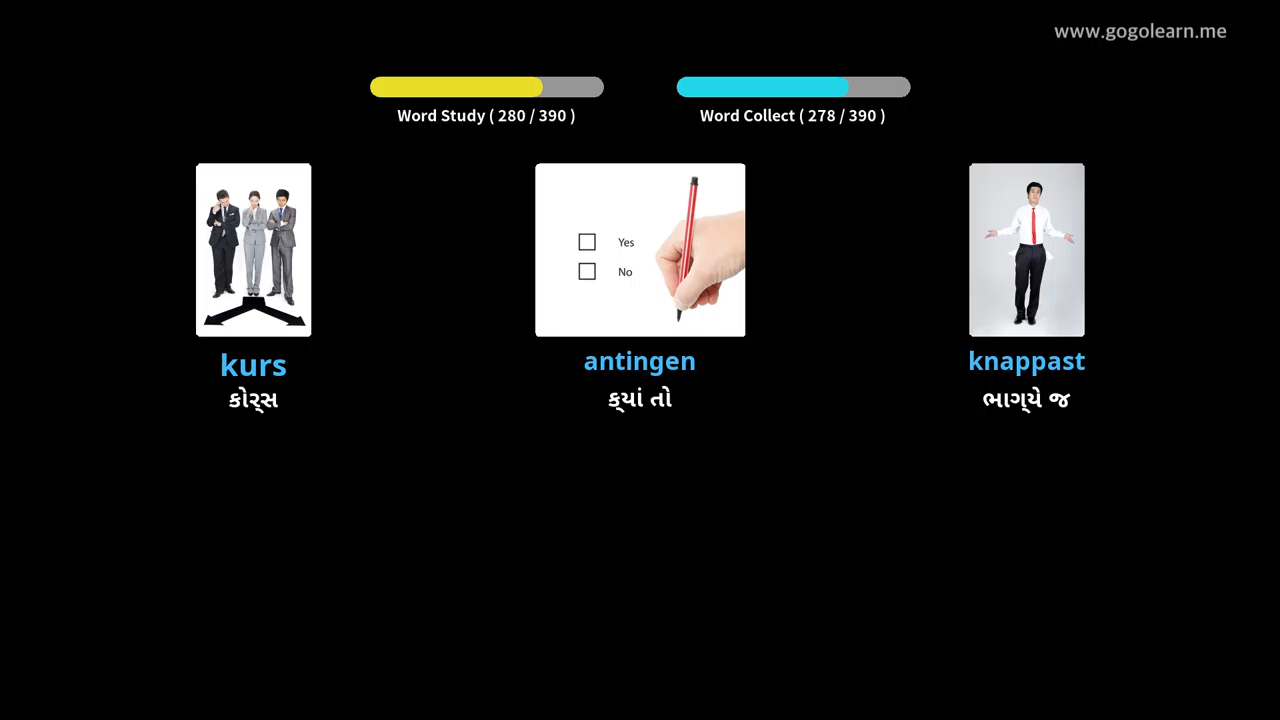 www.gogolearn.me
Word Study ( 280 / 390 )
Word Collect ( 278 / 390 )
Yes
No
kurs
antingen
knappast
કોર્સ
ક્યાં તો
ભાગ્યે જ